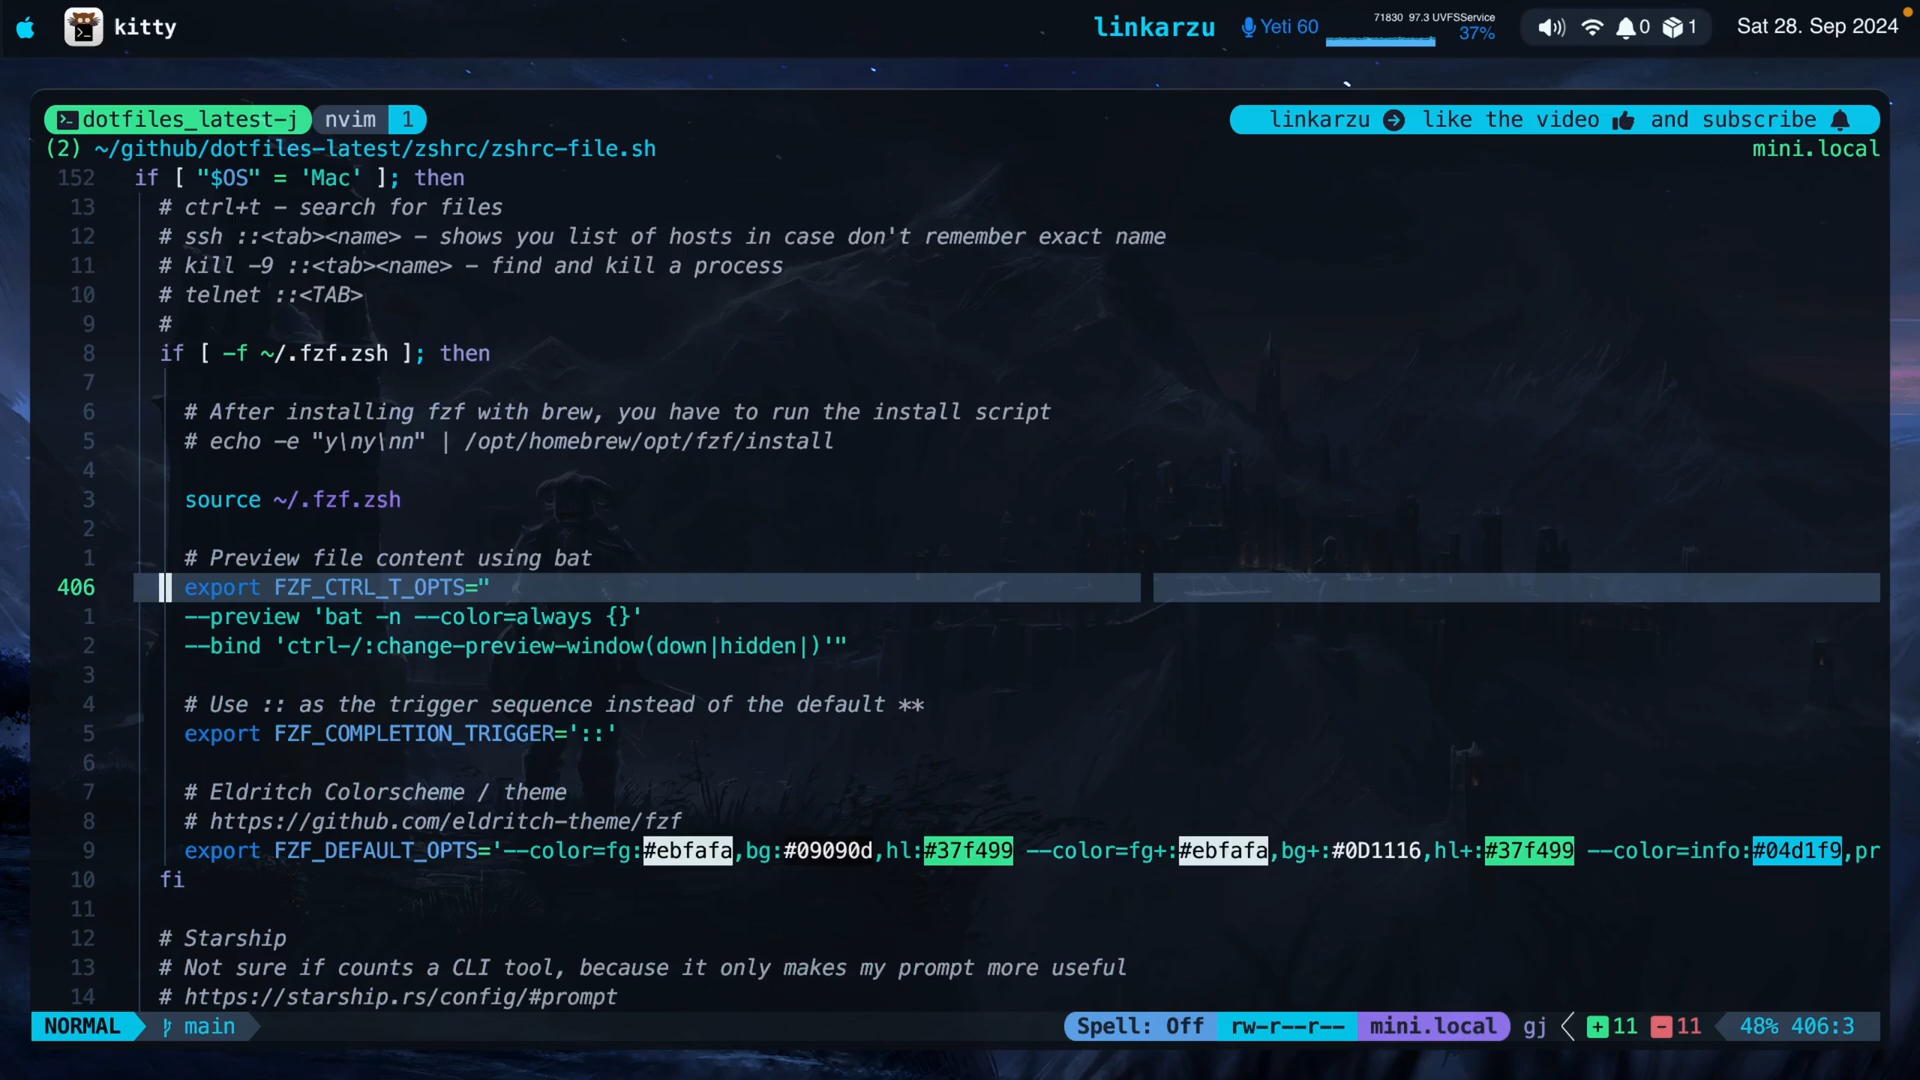 kitty
linkarzu
Yeti 60
71830 97.3 UVFSService
37%
0
1
Sat 28. Sep 2024
dotfiles_latest-j nvim 1
linkarzu like the video and subscribe
(2) ~/github/dotfiles-latest/zshrc/zshrc-file.sh
mini.local
152 if [ "$OS" = 'Mac' ]; then
13 # ctrl+t - search for files
12 # ssh ::<tab><name> - shows you list of hosts in case don't remember exact name
11 # kill -9 ::<tab><name> - find and kill a process
10 # telnet ::<TAB>
9 #
8 if [ -f ~/.fzf.zsh ]; then
7
6 # After installing fzf with brew, you have to run the install script
5 # echo -e "y\ny\nn" | /opt/homebrew/opt/fzf/install
4
3 source ~/.fzf.zsh
2
1 # Preview file content using bat
406 export FZF_CTRL_T_OPTS="
1 --preview 'bat -n --color=always {}'
2 --bind 'ctrl-/:change-preview-window(down|hidden|)'"
3
4 # Use :: as the trigger sequence instead of the default **
5 export FZF_COMPLETION_TRIGGER='::'
6
7 # Eldritch Colorscheme / theme
8 # https://github.com/eldritch-theme/fzf
9 export FZF_DEFAULT_OPTS='--color=fg:#ebfafa,bg:#09090d,hl:#37f499 --color=fg+:#ebfafa,bg+:#0D1116,hl+:#37f499 --color=info:#04d1f9,pr
10 fi
11
12 # Starship
13 # Not sure if counts a CLI tool, because it only makes my prompt more useful
14 # https://starship.rs/config/#prompt
NORMAL main
Spell: Off rw-r--r-- mini.local gj + 11 - 11 48% 406:3